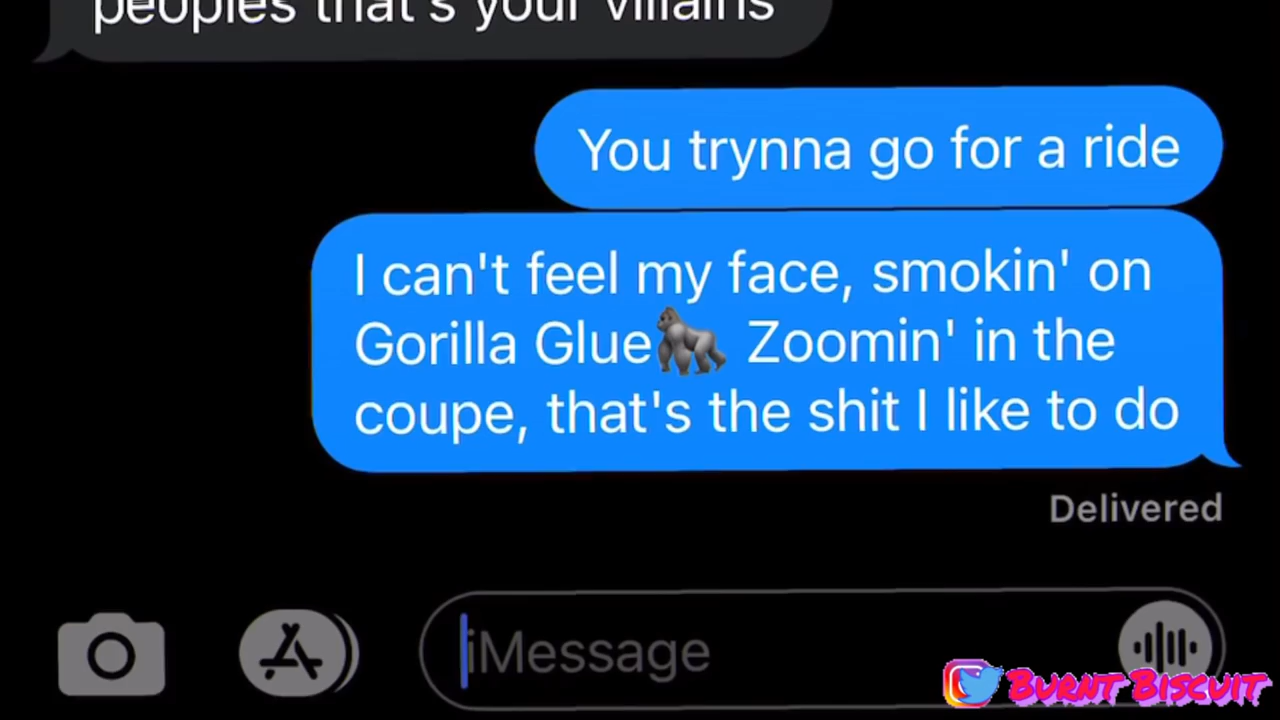 peoples that's your villains
You trynna go for a ride
I can't feel my face, smokin' on
Gorilla Glue🦍 Zoomin' in the
coupe, that's the shit I like to do
Delivered
iMessage
Burnt Biscuit